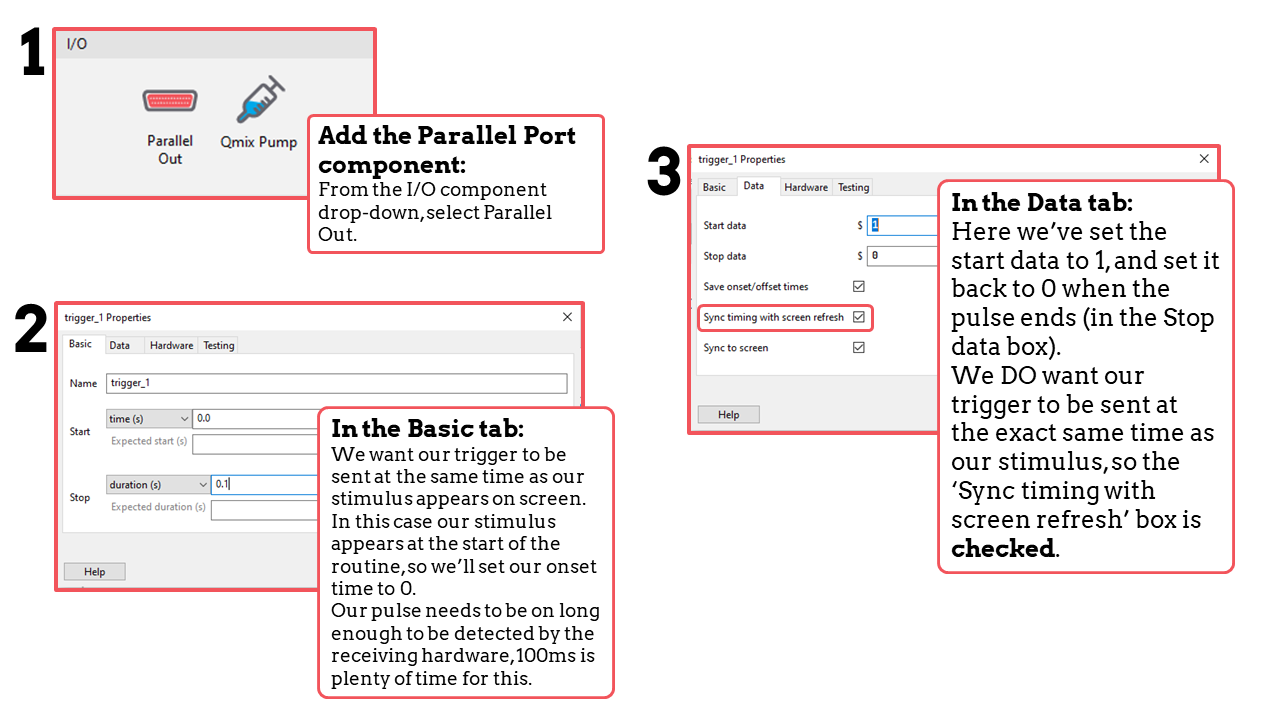 1
I/O
Parallel
Out
Qmix Pump
Add the Parallel Port
component:
From the I/O component
drop-down, select Parallel
Out.
2
trigger_1 Properties
Basic
Data
Hardware
Testing
Name
trigger_1
Start
time (s)
0.0
Expected start (s)
Stop
duration (s)
0.1
Expected duration (s)
Help
In the Basic tab:
We want our trigger to be
sent at the same time as our
stimulus appears on screen.
In this case our stimulus
appears at the start of the
routine, so we’ll set our onset
time to 0.
Our pulse needs to be on long
enough to be detected by the
receiving hardware, 100ms is
plenty of time for this.
3
trigger_1 Properties
Basic
Data
Hardware
Testing
Start data
$
1
Stop data
$
0
Save onset/offset times
Sync timing with screen refresh
Sync to screen
Help
In the Data tab:
Here we’ve set the
start data to 1, and set it
back to 0 when the
pulse ends (in the Stop
data box).
We DO want our
trigger to be sent at
the exact same time as
our stimulus, so the
‘Sync timing with
screen refresh’ box is
checked.